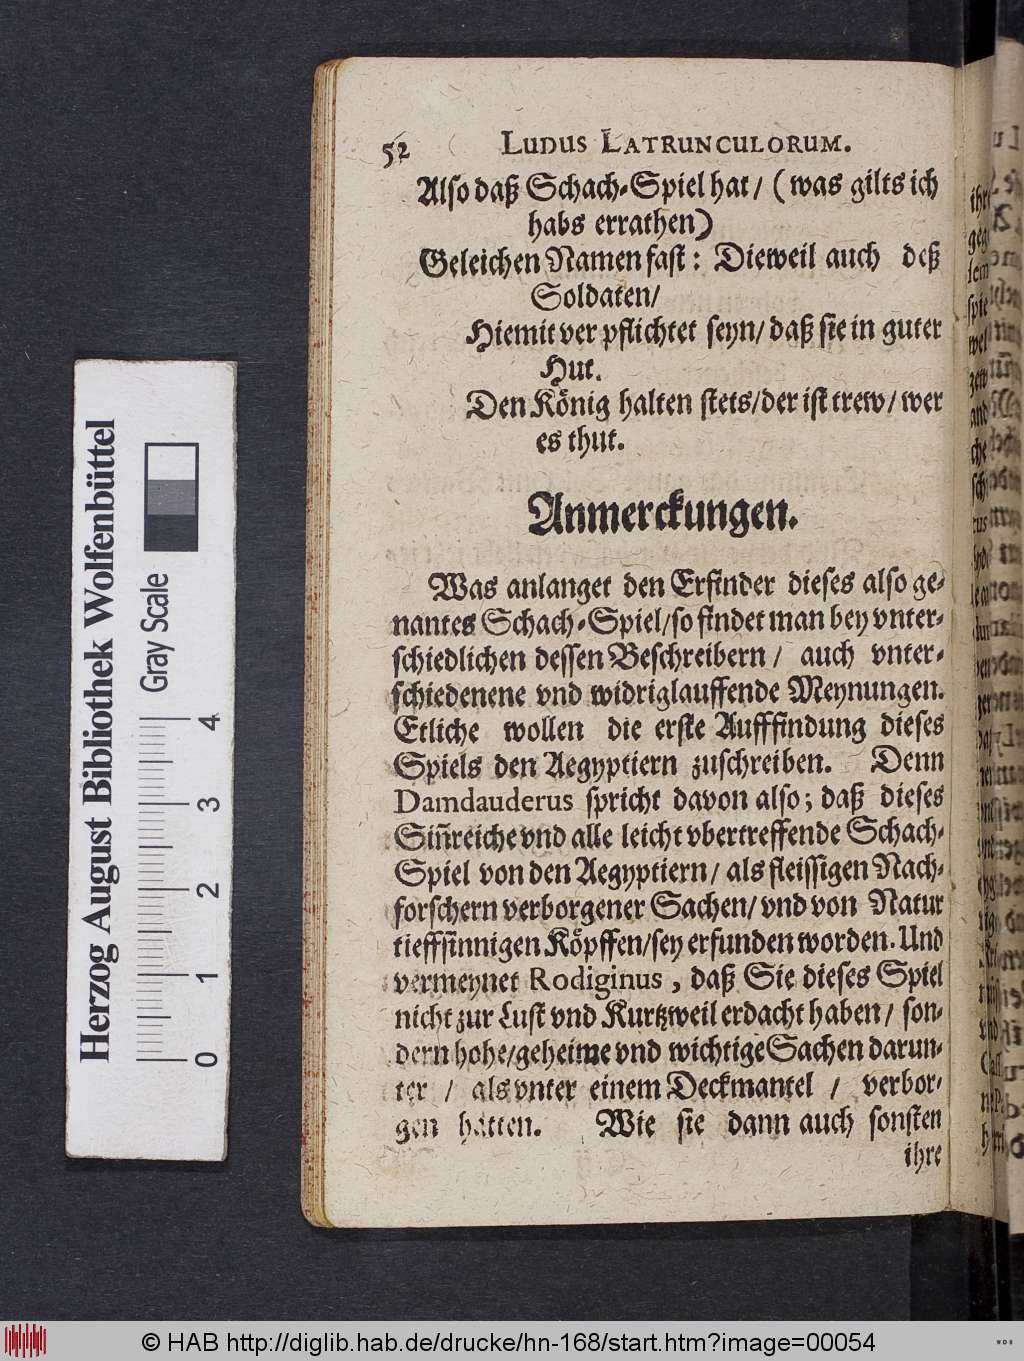 52 LUDUS LATRUNCULORUM.
Also daß Schach-Spiel hat/ (was gilts ich
habs errathen)
Geleichen Namen fast: Dieweil auch deß
Soldaten/
Hiemit verpflichtet seyn/ daß sie in guter
Hut.
Den König halten stets/der ist trew/wer
es thut.
Anmerckungen.
Was anlanget den Erfinder dieses also ge-
nantes Schach-Spiel/so findet man bey vnter-
schiedlichen dessen Beschreibern/ auch vnter-
schiedenene vnd widriglauffende Meynungen.
Etliche wollen die erste Aufffindung dieses
Spiels den Aegyptiern zuschreiben. Denn
Damdauderus spricht davon also; daß dieses
Sin̄reiche vnd alle leicht vbertreffende Schach-
Spiel von den Aegyptiern/ als fleissigen Nach-
forschern verborgener Sachen/ vnd von Natur
tieffsinnigen Köpffen/sey erfunden worden. Und
vermeynet Rodiginus, daß Sie dieses Spiel
nicht zur Lust vnd Kurtzweil erdacht haben/ son-
dern hohe/geheime vnd wichtige Sachen darun-
ter / als vnter einem Deckmantel / verbor-
gen hatten. Wie sie dann auch sonsten
ihre
Herzog August Bibliothek Wolfenbüttel
Gray Scale
0 1 2 3 4
© HAB http://diglib.hab.de/drucke/hn-168/start.htm?image=00054